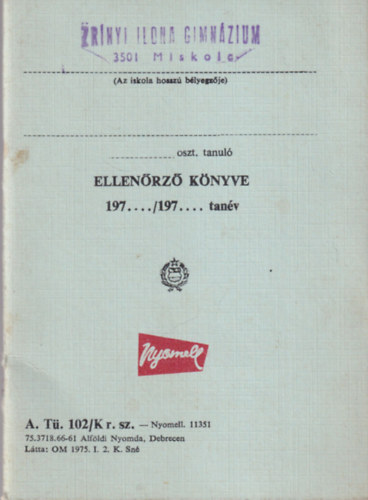 ZRÍNYI ILONA GIMNÁZIUM
3501 Miskolc
(Az iskola hosszú bélyegzője)
oszt. tanuló
ELLENŐRZŐ KÖNYVE
197..../197.... tanév
Nyomell
A. Tü. 102/K r. sz. — Nyomell. 11351
75.3718.66-61 Alföldi Nyomda, Debrecen
Látta: OM 1975. I. 2. K. Sné